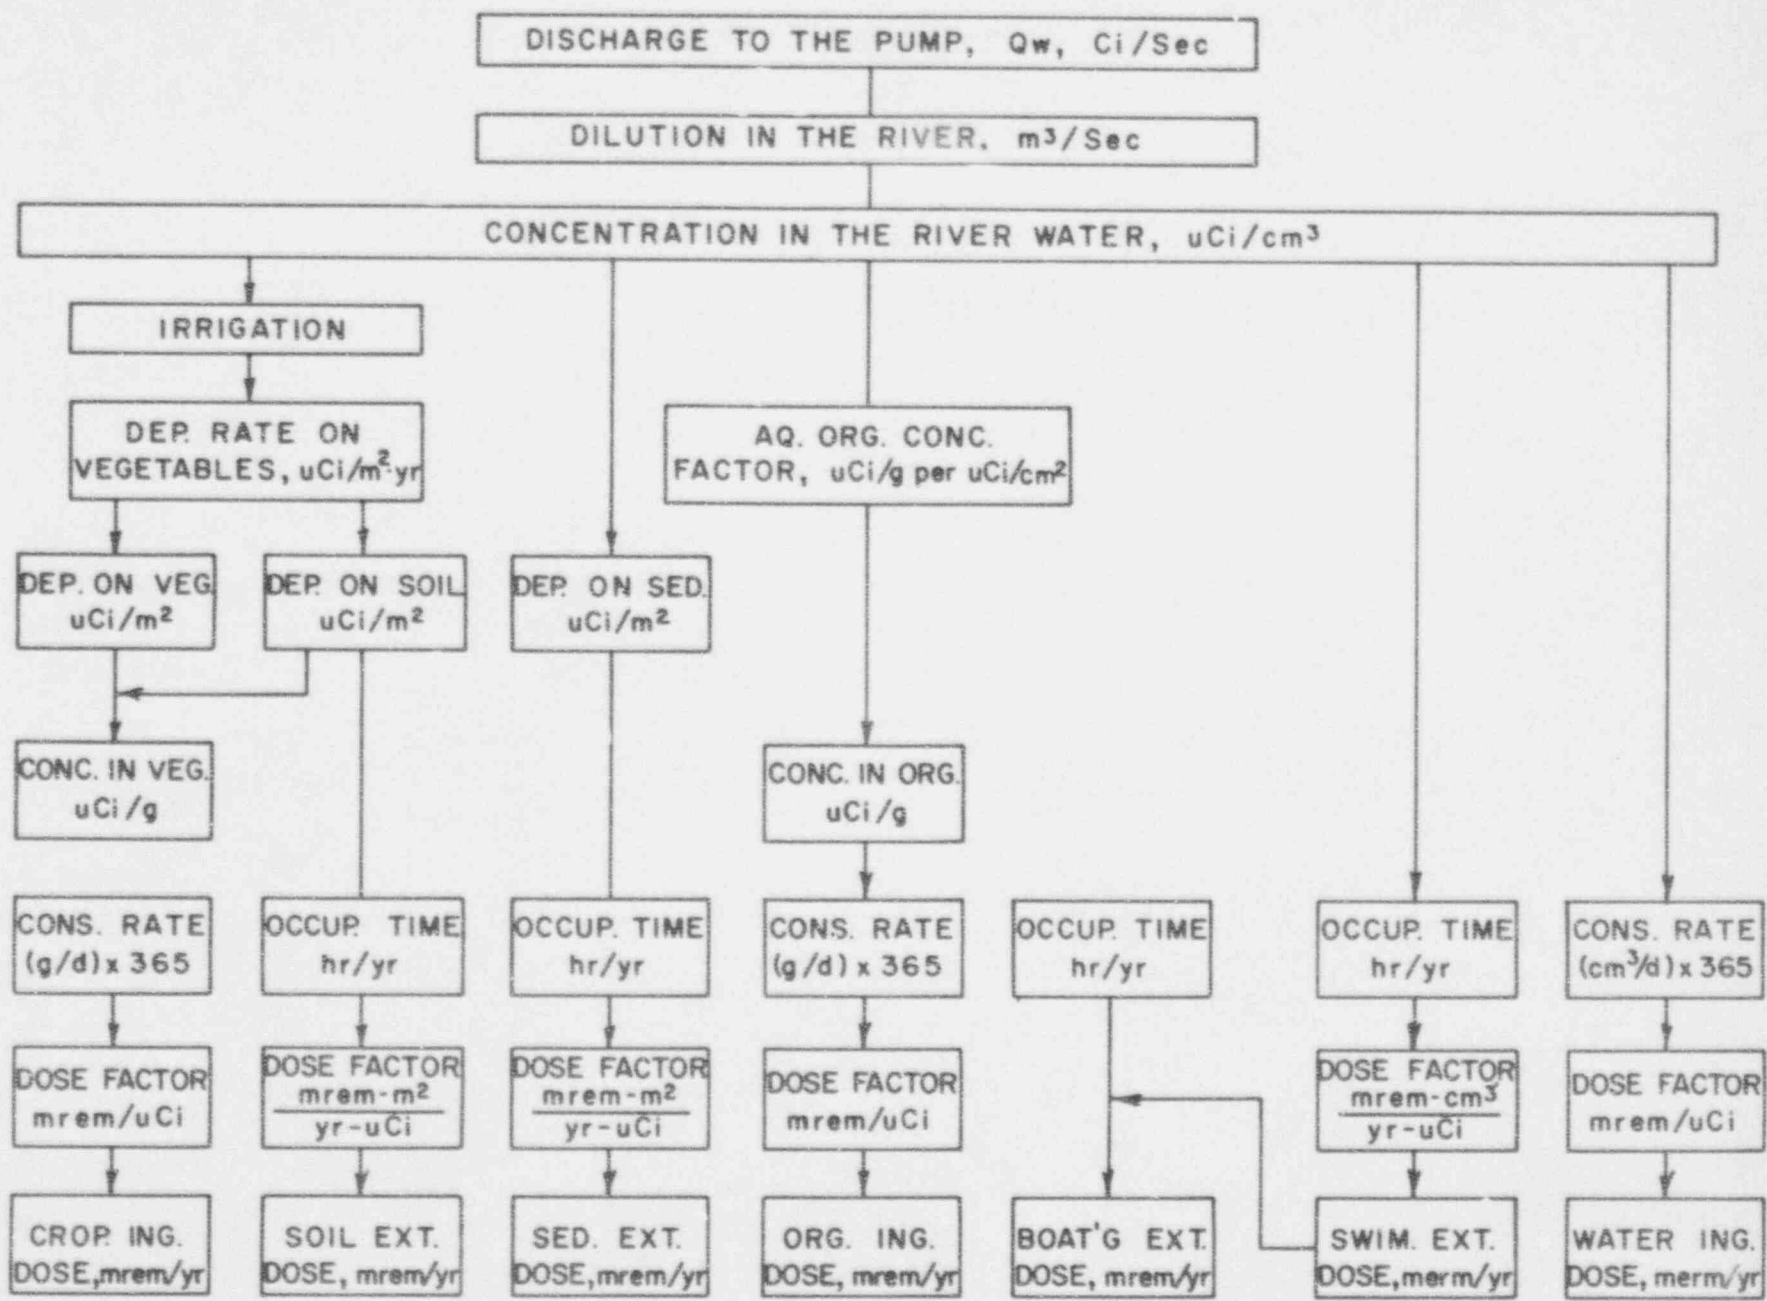 DISCHARGE TO THE PUMP, Qw, Ci/Sec
DILUTION IN THE RIVER, m³/Sec
CONCENTRATION IN THE RIVER WATER, uCi/cm³
IRRIGATION
DEP. RATE ON
VEGETABLES, uCi/m²-yr
AQ. ORG. CONC.
FACTOR, uCi/g per uCi/cm²
DEP. ON VEG.
uCi/m²
DEP. ON SOIL
uCi/m²
DEP. ON SED.
uCi/m²
CONC. IN VEG.
uCi/g
CONC. IN ORG.
uCi/g
CONS. RATE
(g/d) x 365
OCCUP. TIME
hr/yr
OCCUP. TIME
hr/yr
CONS. RATE
(g/d) x 365
OCCUP. TIME
hr/yr
OCCUP. TIME
hr/yr
CONS. RATE
(cm³/d) x 365
DOSE FACTOR
mrem/uCi
DOSE FACTOR
mrem-m²
yr-uCi
DOSE FACTOR
mrem-m²
yr-uCi
DOSE FACTOR
mrem/uCi
DOSE FACTOR
mrem-cm³
yr-uCi
DOSE FACTOR
mrem/uCi
CROP. ING.
DOSE, mrem/yr
SOIL EXT.
DOSE, mrem/yr
SED. EXT.
DOSE, mrem/yr
ORG. ING.
DOSE, mrem/yr
BOAT'G EXT.
DOSE, mrem/yr
SWIM. EXT.
DOSE, merm/yr
WATER ING.
DOSE, merm/yr